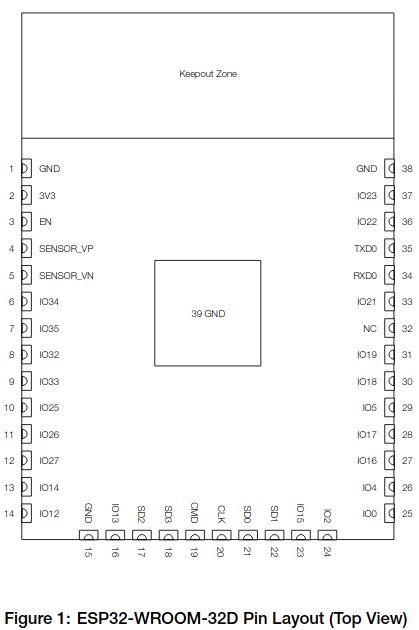 Keepout Zone
1 GND
2 3V3
3 EN
4 SENSOR_VP
5 SENSOR_VN
6 IO34
7 IO35
8 IO32
9 IO33
10 IO25
11 IO26
12 IO27
13 IO14
14 IO12
39 GND
GND 38
IO23 37
IO22 36
TXD0 35
RXD0 34
IO21 33
NC 32
IO19 31
IO18 30
IO5 29
IO17 28
IO16 27
IO4 26
IO0 25
GND 15
IO13 16
SD2 17
SD3 18
CMD 19
CLK 20
SD0 21
SD1 22
IO15 23
IO2 24
Figure 1: ESP32-WROOM-32D Pin Layout (Top View)